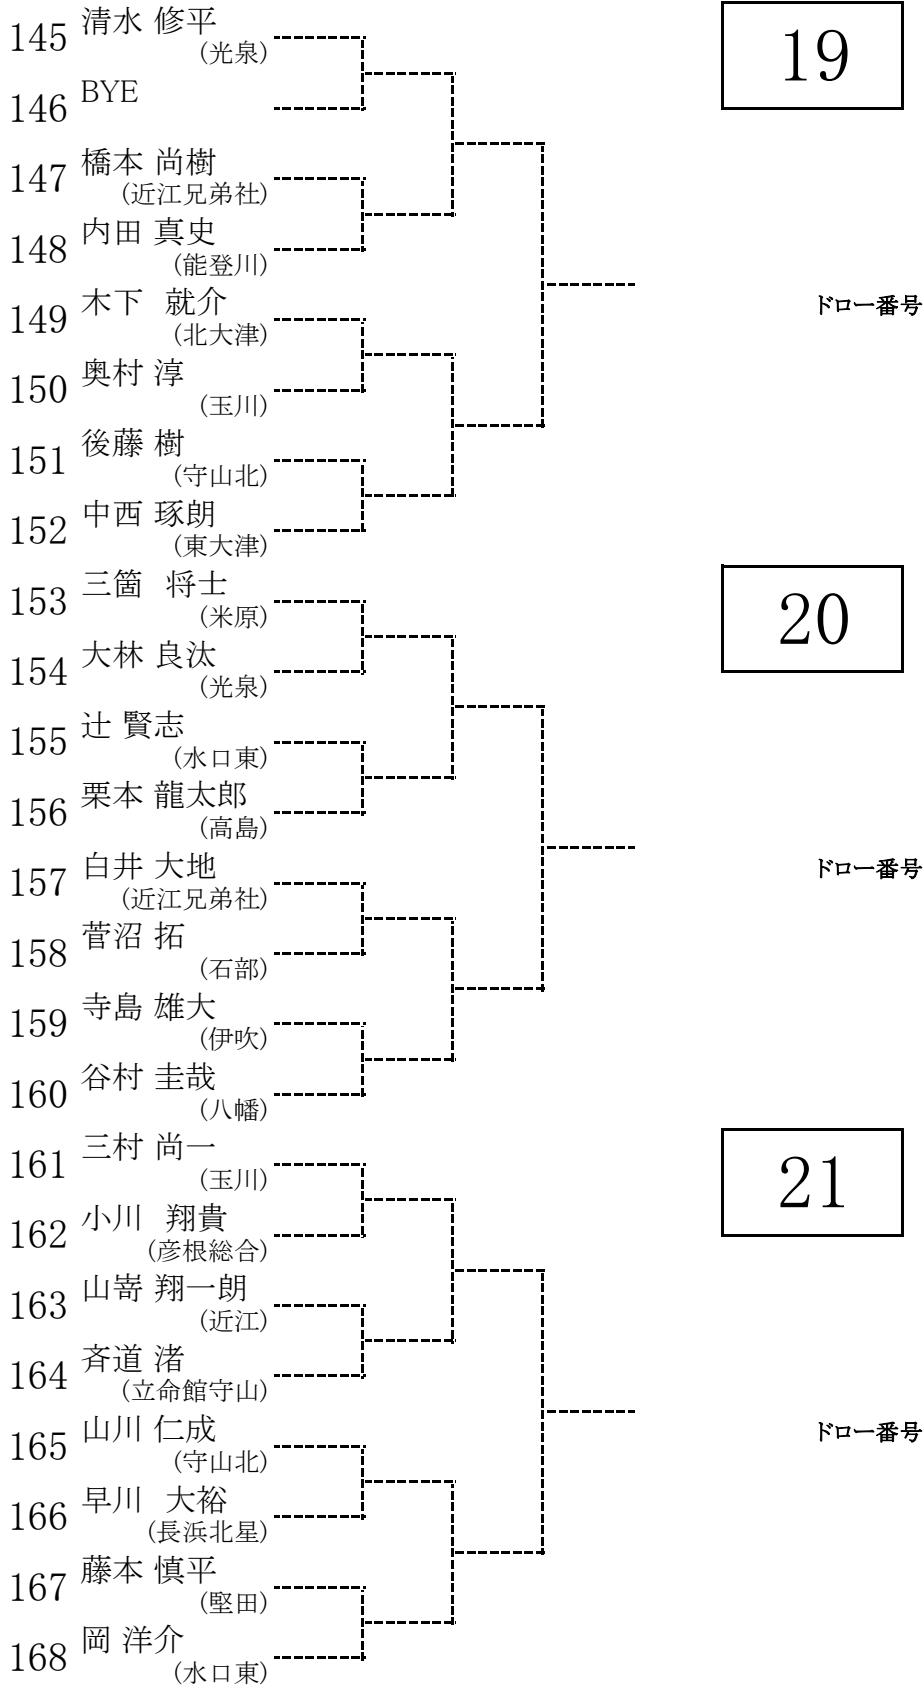 145 清水 修平
(光泉)
19
146 BYE
147 橋本 尚樹
(近江兄弟社)
148 内田 真史
(能登川)
149 木下 就介
(北大津)
ドロー番号
150 奥村 淳
(玉川)
151 後藤 樹
(守山北)
152 中西 琢朗
(東大津)
153 三箇 将士
(米原)
20
154 大林 良汰
(光泉)
155 辻 賢志
(水口東)
156 栗本 龍太郎
(高島)
157 白井 大地
(近江兄弟社)
ドロー番号
158 菅沼 拓
(石部)
159 寺島 雄大
(伊吹)
160 谷村 圭哉
(八幡)
161 三村 尚一
(玉川)
21
162 小川 翔貴
(彦根総合)
163 山嵜 翔一朗
(近江)
164 斉道 渚
(立命館守山)
165 山川 仁成
(守山北)
ドロー番号
166 早川 大裕
(長浜北星)
167 藤本 慎平
(堅田)
168 岡 洋介
(水口東)